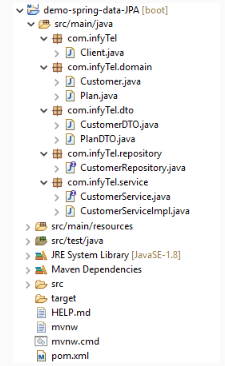 demo-spring-data-JPA [boot]
src/main/java
com.infyTel
Client.java
com.infyTel.domain
Customer.java
Plan.java
com.infyTel.dto
CustomerDTO.java
PlanDTO.java
com.infyTel.repository
CustomerRepository.java
com.infyTel.service
CustomerService.java
CustomerServiceImpl.java
src/main/resources
src/test/java
JRE System Library [JavaSE-1.8]
Maven Dependencies
src
target
HELP.md
mvnw
mvnw.cmd
pom.xml